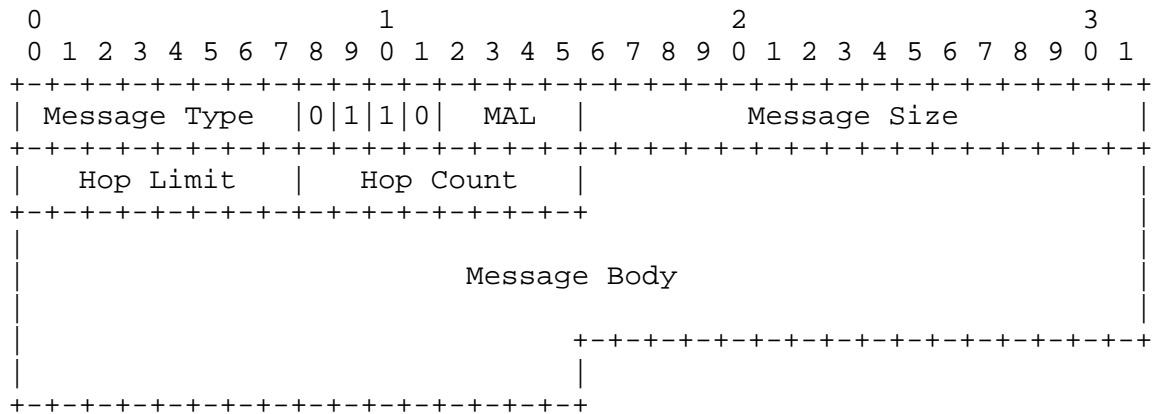 0                   1                   2                   3
 0 1 2 3 4 5 6 7 8 9 0 1 2 3 4 5 6 7 8 9 0 1 2 3 4 5 6 7 8 9 0 1
+-+-+-+-+-+-+-+-+-+-+-+-+-+-+-+-+-+-+-+-+-+-+-+-+-+-+-+-+-+-+-+-+
| Message Type  |0|1|1|0|  MAL  |         Message Size          |
+-+-+-+-+-+-+-+-+-+-+-+-+-+-+-+-+-+-+-+-+-+-+-+-+-+-+-+-+-+-+-+-+
|   Hop Limit   |   Hop Count   |                               |
+-+-+-+-+-+-+-+-+-+-+-+-+-+-+-+-+                               |
|                                                               |
|                         Message Body                          |
|                                                               |
|                               +-+-+-+-+-+-+-+-+-+-+-+-+-+-+-+-+
|                               |
+-+-+-+-+-+-+-+-+-+-+-+-+-+-+-+-+